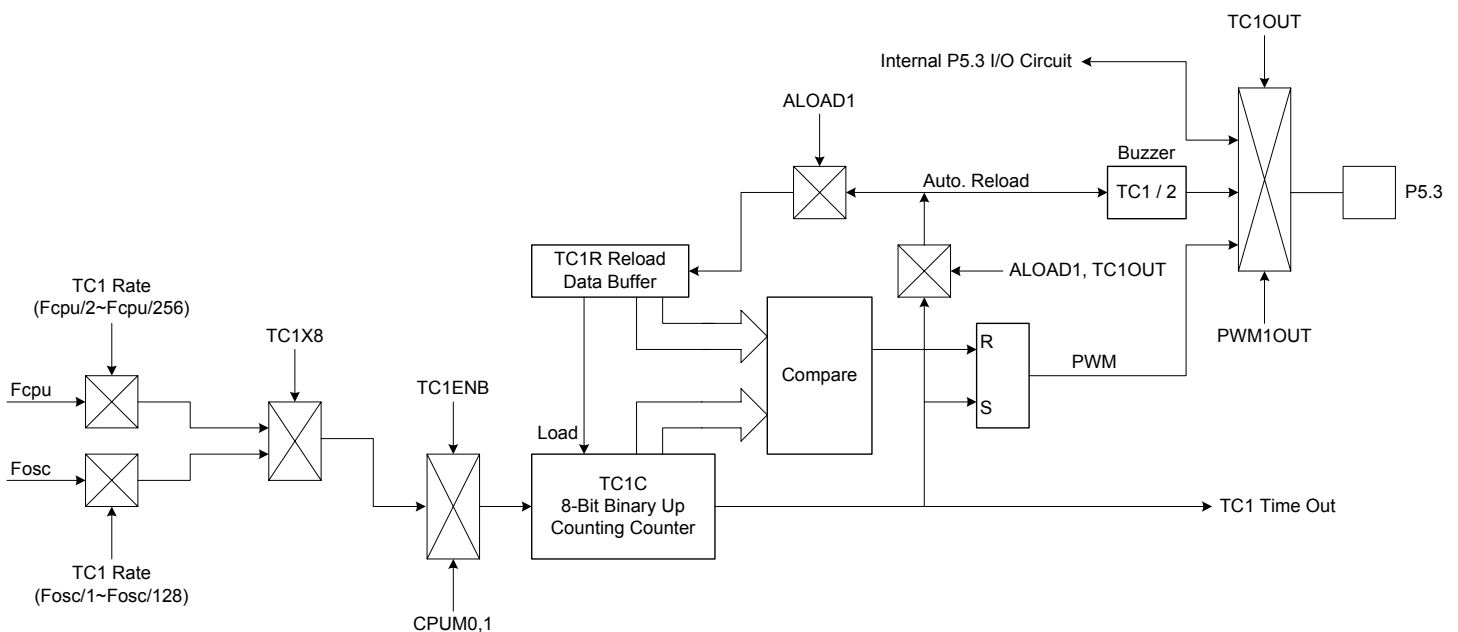 TC1OUT
Internal P5.3 I/O Circuit
ALOAD1
Buzzer
Auto. Reload
TC1 / 2
P5.3
TC1R Reload
Data Buffer
ALOAD1, TC1OUT
TC1 Rate
(Fcpu/2~Fcpu/256)
TC1X8
PWM1OUT
R
PWM
Compare
Fcpu
TC1ENB
S
Load
Fosc
TC1C
8-Bit Binary Up
Counting Counter
TC1 Time Out
TC1 Rate
(Fosc/1~Fosc/128)
CPUM0,1